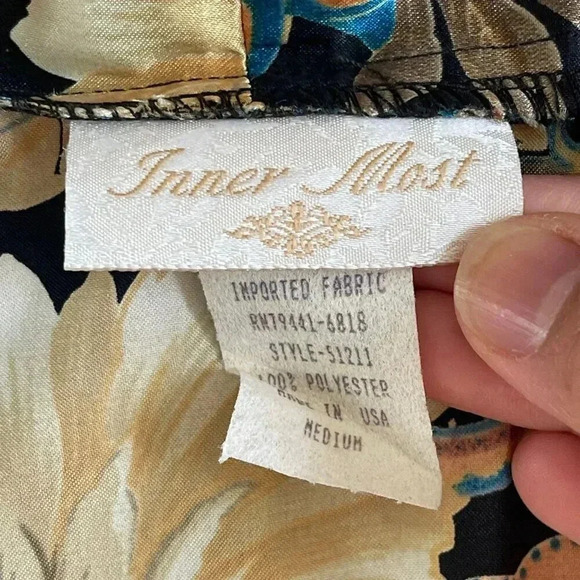 Inner Most
IMPORTED FABRIC
RN79441-6818
STYLE-51211
100% POLYESTER
MADE IN USA
MEDIUM